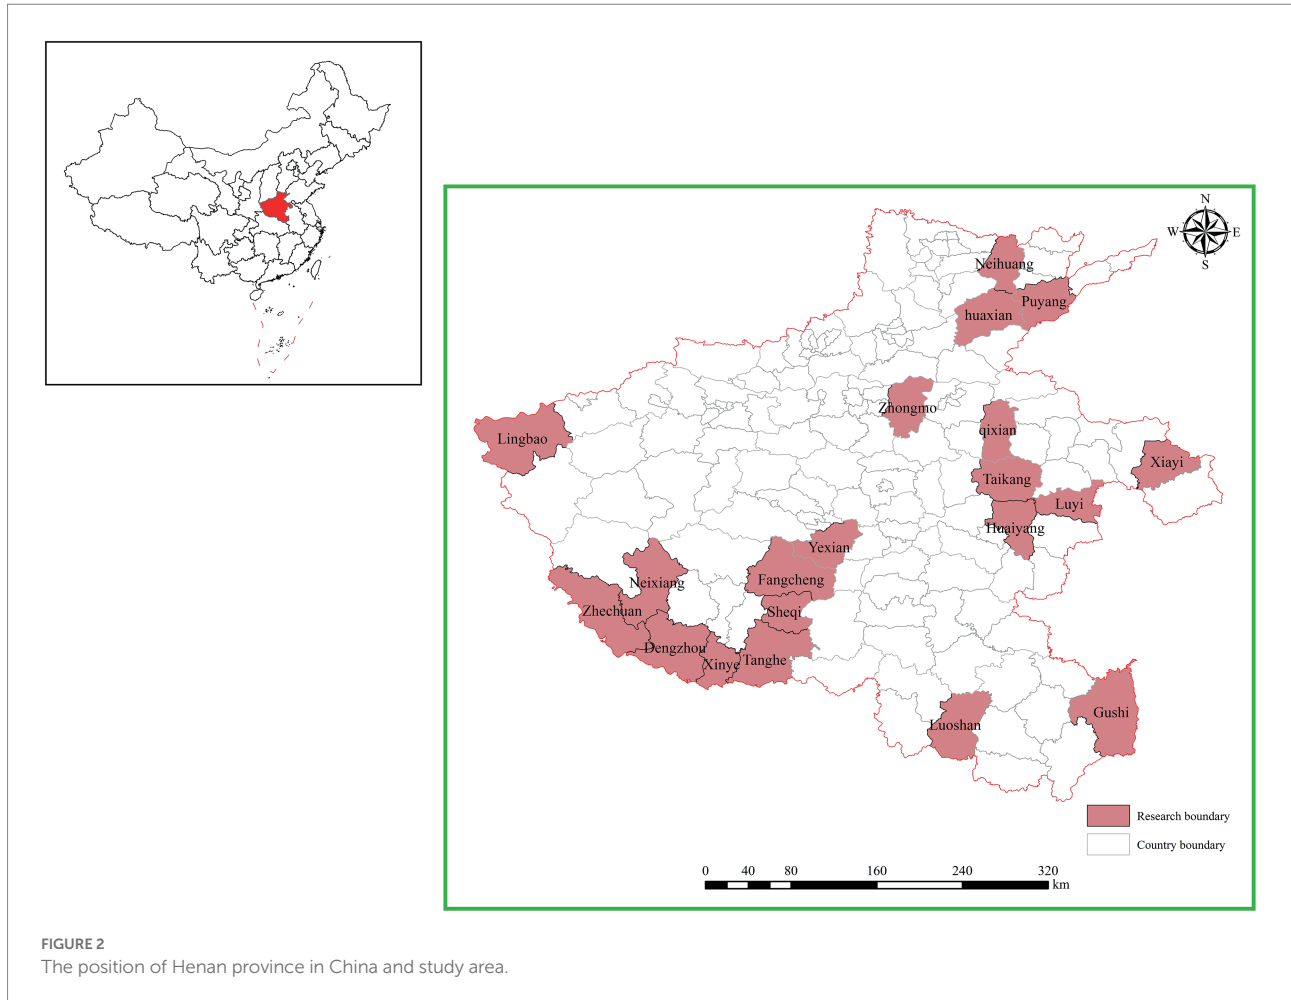 N
W E
S
Neihuang
Puyang
huaxian
Zhongmo
qixian
Lingbao
Xiayi
Taikang
Luyi
Huaiyang
Yexian
Neixiang
Fangcheng
Zhechuan
Sheqi
Dengzhou
Xinye
Tanghe
Gushi
Luoshan
Research boundary
Country boundary
0 40 80 160 240 320
km
FIGURE 2
The position of Henan province in China and study area.